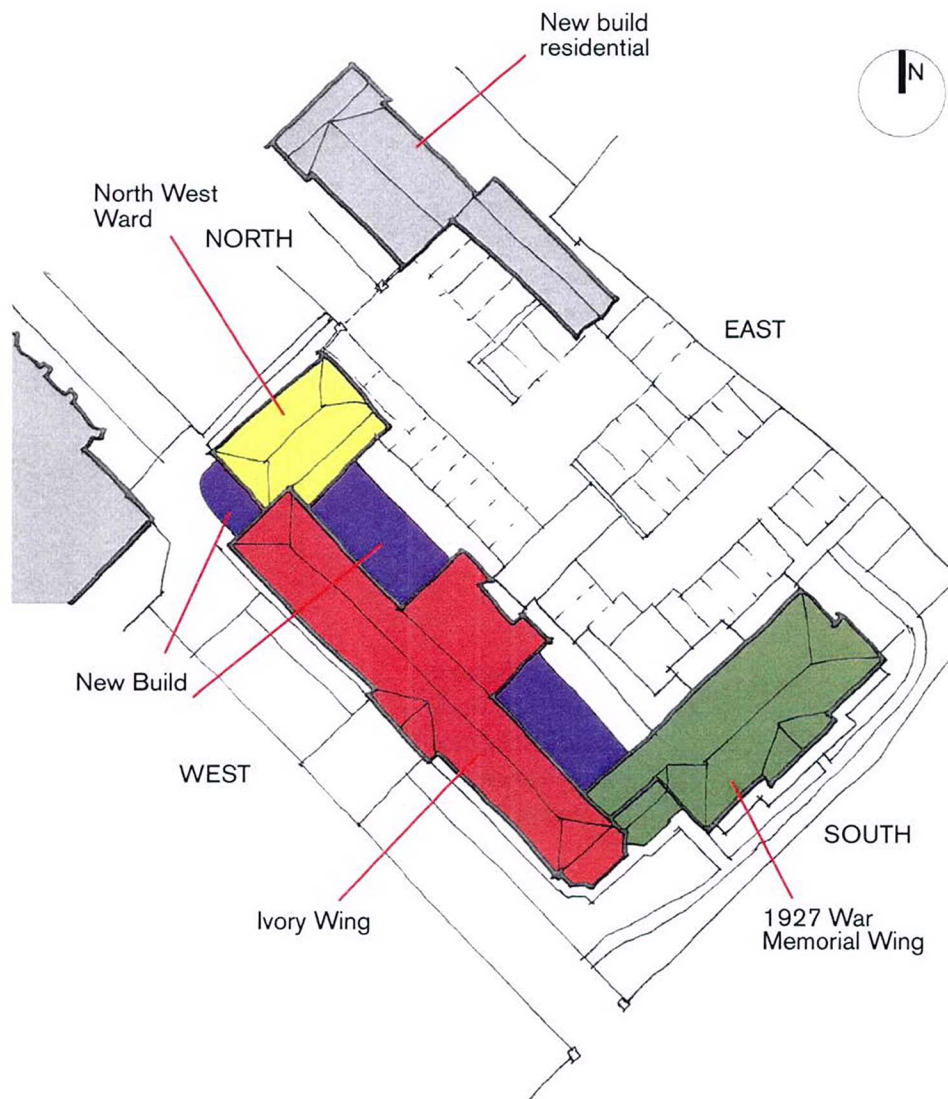 New build
residential
N
North West
Ward
NORTH
EAST
New Build
WEST
SOUTH
Ivory Wing
1927 War
Memorial Wing